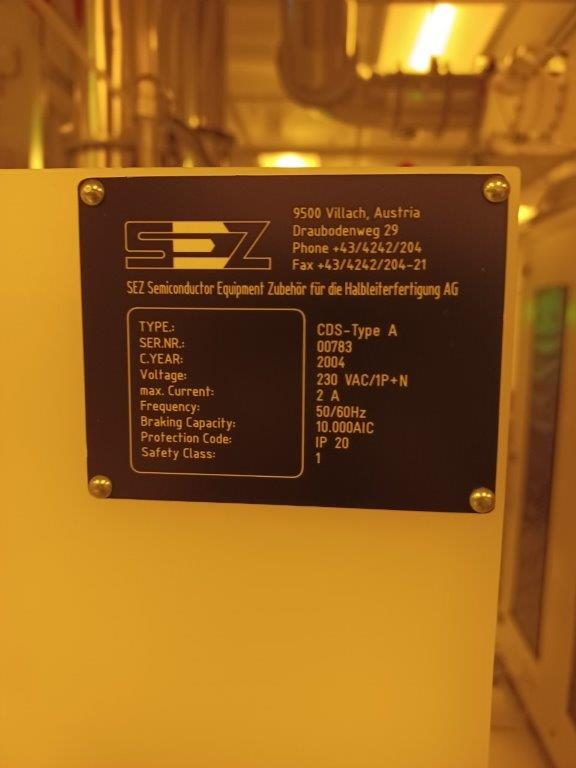 SEZ
9500 Villach, Austria
Draubodenweg 29
Phone +43/4242/204
Fax +43/4242/204-21
SEZ Semiconductor Equipment Zubehör für die Halbleiterfertigung AG
TYPE.: CDS-Type A
SER.NR.: 00783
C.YEAR: 2004
Voltage: 230 VAC/1P+N
max. Current: 2 A
Frequency: 50/60Hz
Braking Capacity: 10.000AIC
Protection Code: IP 20
Safety Class: 1